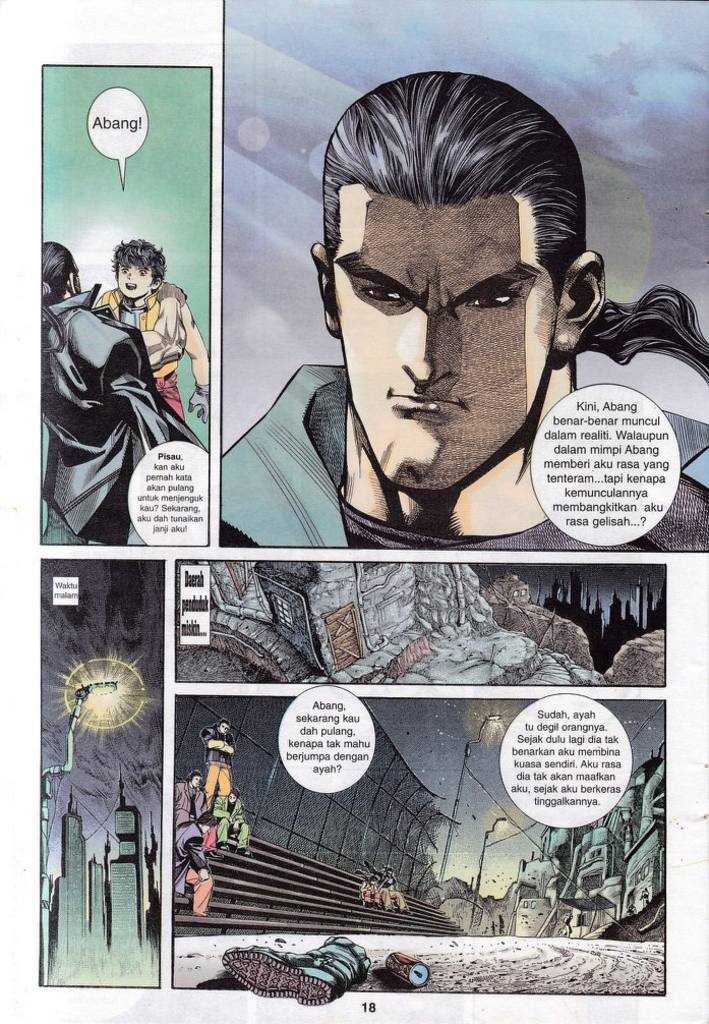 Abang!
Pisau,
kan aku
pernah kata
akan pulang
untuk menjenguk
kau? Sekarang,
aku dah tunaikan
janji aku!
Kini, Abang
benar-benar muncul
dalam realiti. Walaupun
dalam mimpi Abang
memberi aku rasa yang
tenteram...tapi kenapa
kemunculannya
membangkitkan aku
rasa gelisah...?
Waktu
malam
Daerah
penduduk
miskin...
Abang,
sekarang kau
dah pulang,
kenapa tak mahu
berjumpa dengan
ayah?
Sudah, ayah
tu degil orangnya.
Sejak dulu lagi dia tak
benarkan aku membina
kuasa sendiri. Aku rasa
dia tak akan maafkan
aku, sejak aku berkeras
tinggalkannya.
18